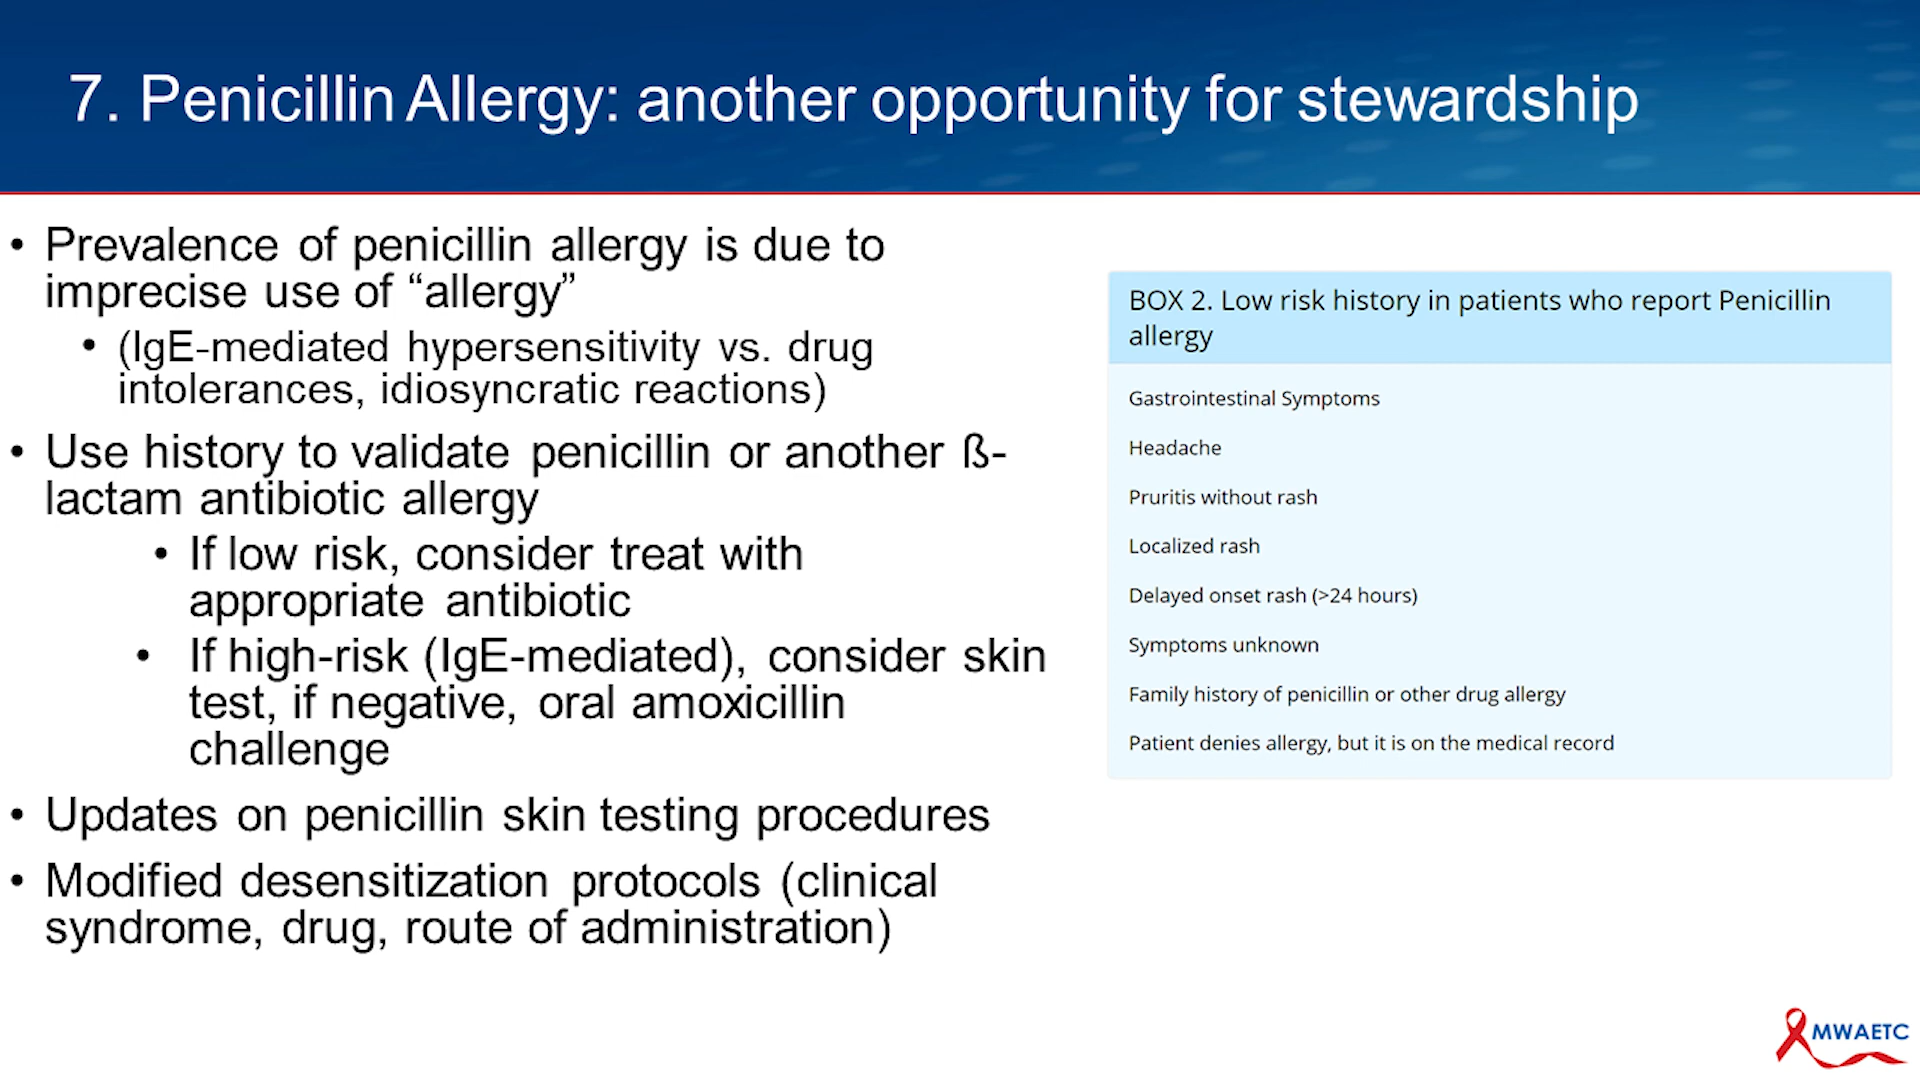 7. Penicillin Allergy: another opportunity for stewardship
• Prevalence of penicillin allergy is due to
imprecise use of “allergy”
• (IgE-mediated hypersensitivity vs. drug
intolerances, idiosyncratic reactions)
• Use history to validate penicillin or another ß-
lactam antibiotic allergy
• If low risk, consider treat with
appropriate antibiotic
• If high-risk (IgE-mediated), consider skin
test, if negative, oral amoxicillin
challenge
• Updates on penicillin skin testing procedures
• Modified desensitization protocols (clinical
syndrome, drug, route of administration)
BOX 2. Low risk history in patients who report Penicillin
allergy
Gastrointestinal Symptoms
Headache
Pruritis without rash
Localized rash
Delayed onset rash (>24 hours)
Symptoms unknown
Family history of penicillin or other drug allergy
Patient denies allergy, but it is on the medical record
MWAETC